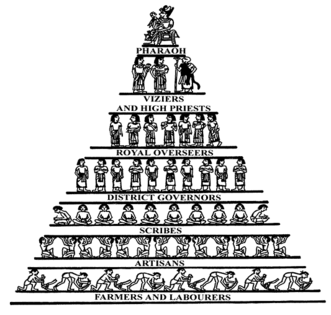 PHARAOH
VIZIERS
AND HIGH PRIESTS
ROYAL OVERSEERS
DISTRICT GOVERNORS
SCRIBES
ARTISANS
FARMERS AND LABOURERS